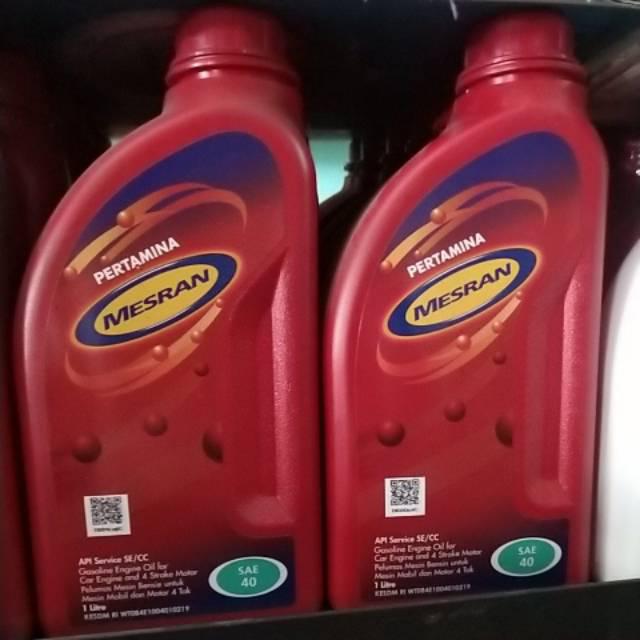 PERTAMINA
MESRAN
API Service SE/CC
Gasoline Engine Oil for
Car Engine and 4 Stroke Motor
Pelumas Mesin Bensin untuk
Mesin Mobil dan Motor 4 Tak
1 Litre
SAE
40
PERTAMINA
MESRAN
API Service SE/CC
Gasoline Engine Oil for
Car Engine and 4 Stroke Motor
Pelumas Mesin Bensin untuk
Mesin Mobil dan Motor 4 Tak
1 Litre
SAE
40